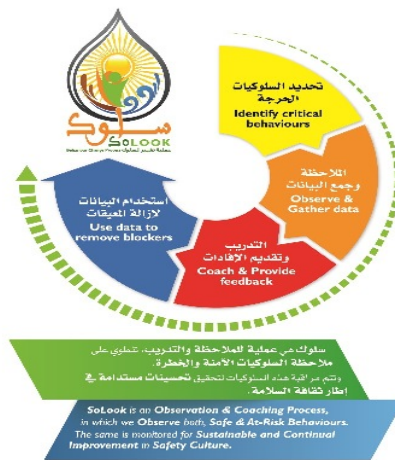 سلوك
SOLOOK
تحديد السلوكيات
الحرجة
Identify critical
behaviours
الملاحظة
وجمع البيانات
Observe &
Gather data
التدريب
وتقديم الإفادات
Coach & Provide
feedback
استخدام البيانات
لازالة المعيقات
Use data to
remove blockers
سلوك هي عملية للملاحظة والتدريب، تنطوي على
ملاحظة السلوكيات الآمنة والخطرة.
وتتم مراقبة هذه السلوكيات لتحقيق تحسينات مستدامة في
إطار ثقافة السلامة.
SoLook is an Observation & Coaching Process,
in which we Observe both, Safe & At-Risk Behaviours.
The same is monitored for Sustainable and Continual
Improvement in Safety Culture.